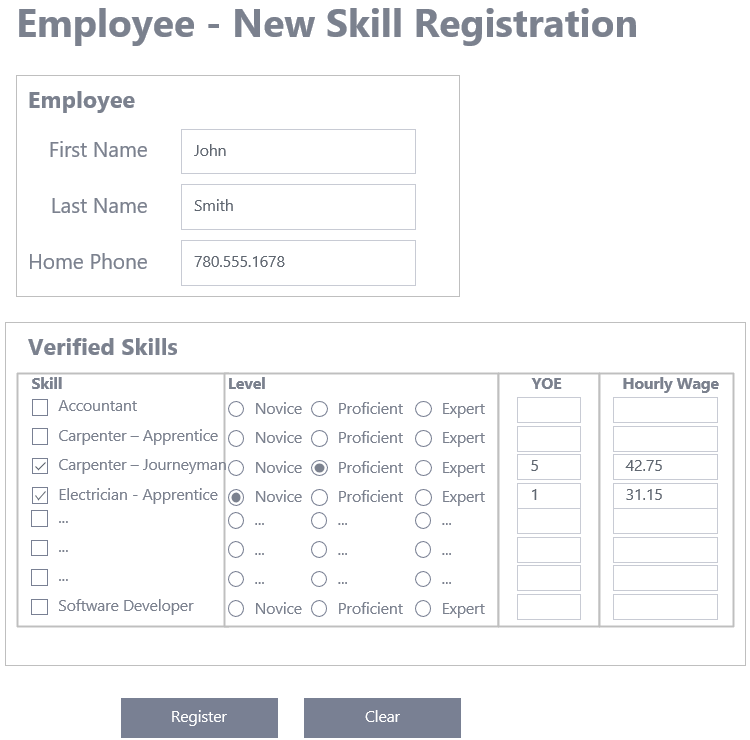 Employee - New Skill Registration
Employee
First Name John
Last Name Smith
Home Phone 780.555.1678
Verified Skills
Skill Level YOE Hourly Wage
Accountant Novice Proficient Expert
Carpenter – Apprentice Novice Proficient Expert
Carpenter – Journeyman Novice Proficient Expert 5 42.75
Electrician - Apprentice Novice Proficient Expert 1 31.15
... ... ... ...
... ... ... ...
... ... ... ...
Software Developer Novice Proficient Expert
Register Clear